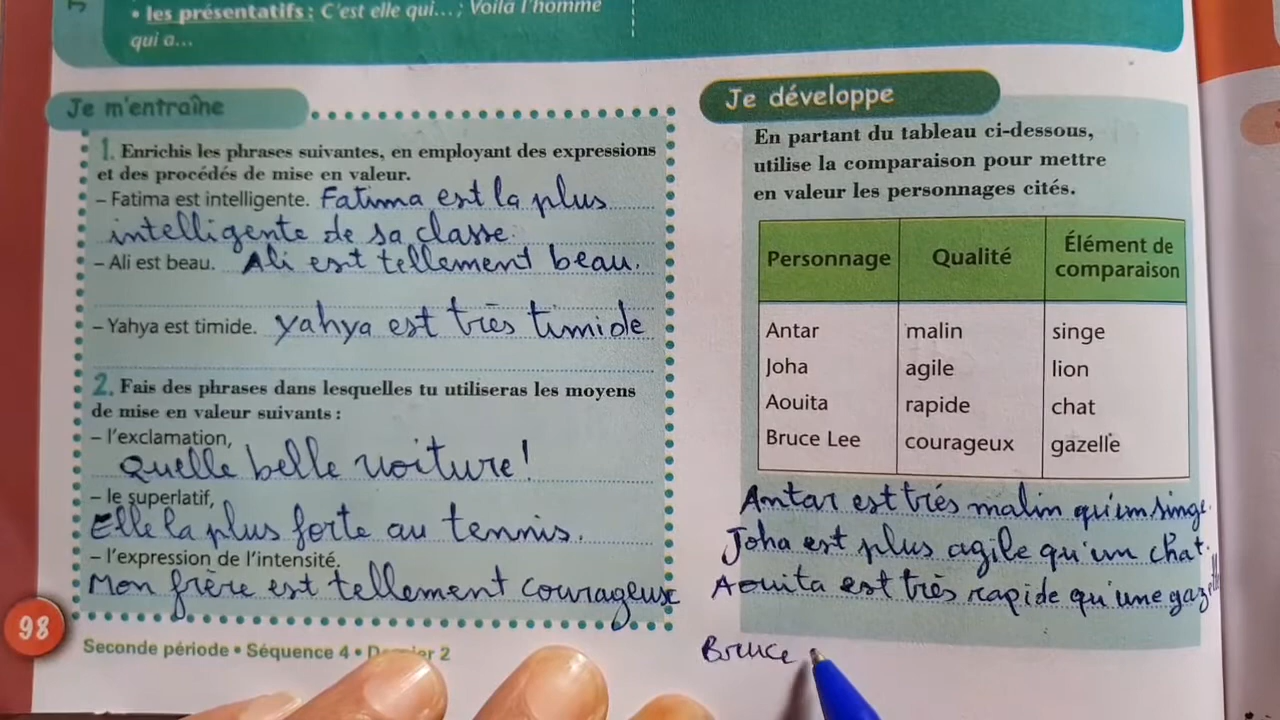 • les présentatifs : C'est elle qui... ; Voilà l'homme
qui a...
Je m'entraîne
1. Enrichis les phrases suivantes, en employant des expressions
et des procédés de mise en valeur.
– Fatima est intelligente. Fatima est la plus
intelligente de sa classe.
– Ali est beau. Ali est tellement beau.
– Yahya est timide. Yahya est très timide
2. Fais des phrases dans lesquelles tu utiliseras les moyens
de mise en valeur suivants :
– l'exclamation,
Quelle belle voiture !
– le superlatif,
Elle la plus forte au tennis.
– l'expression de l'intensité.
Mon frère est tellement courageux
98
Seconde période • Séquence 4 • 2
Je développe
En partant du tableau ci-dessous,
utilise la comparaison pour mettre
en valeur les personnages cités.
Personnage Qualité Élément de comparaison
Antar malin singe
Joha agile lion
Aouita rapide chat
Bruce Lee courageux gazelle
Antar est très malin qu'un singe.
Joha est plus agile qu'un chat.
Aouita est très rapide qu'une gazelle
Bruce